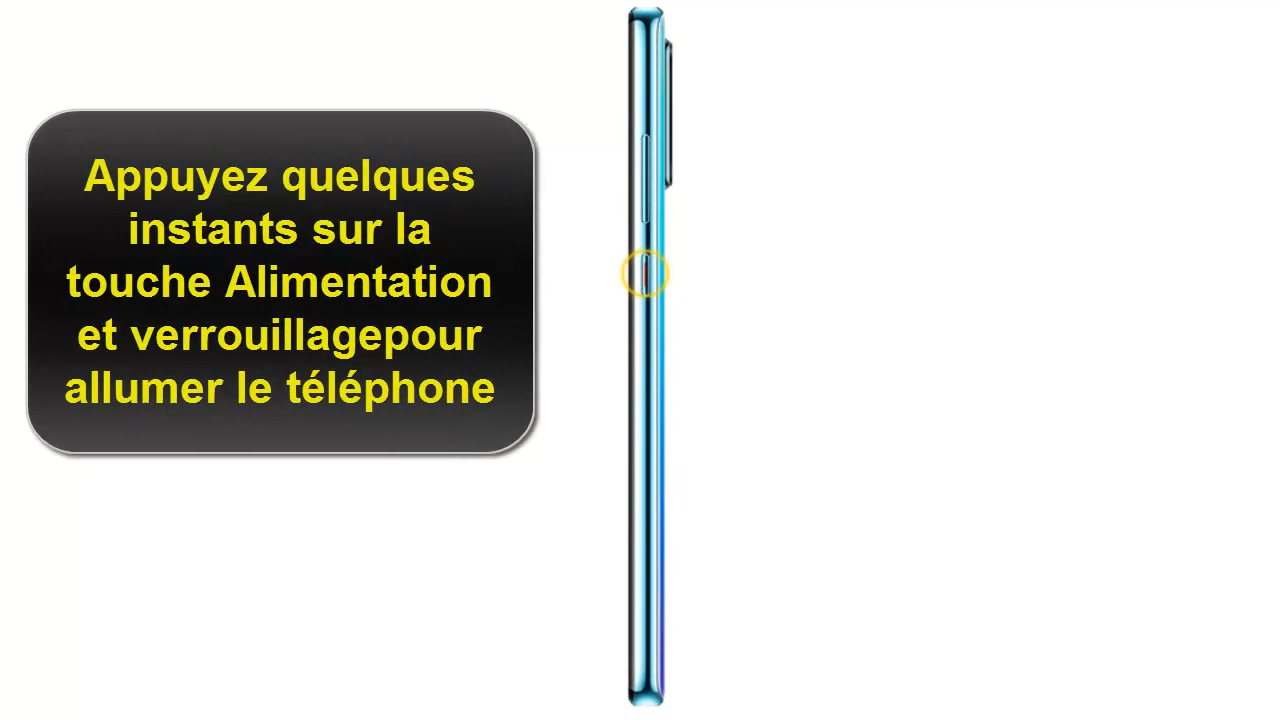 Appuyez quelques
instants sur la
touche Alimentation
et verrouillagepour
allumer le téléphone